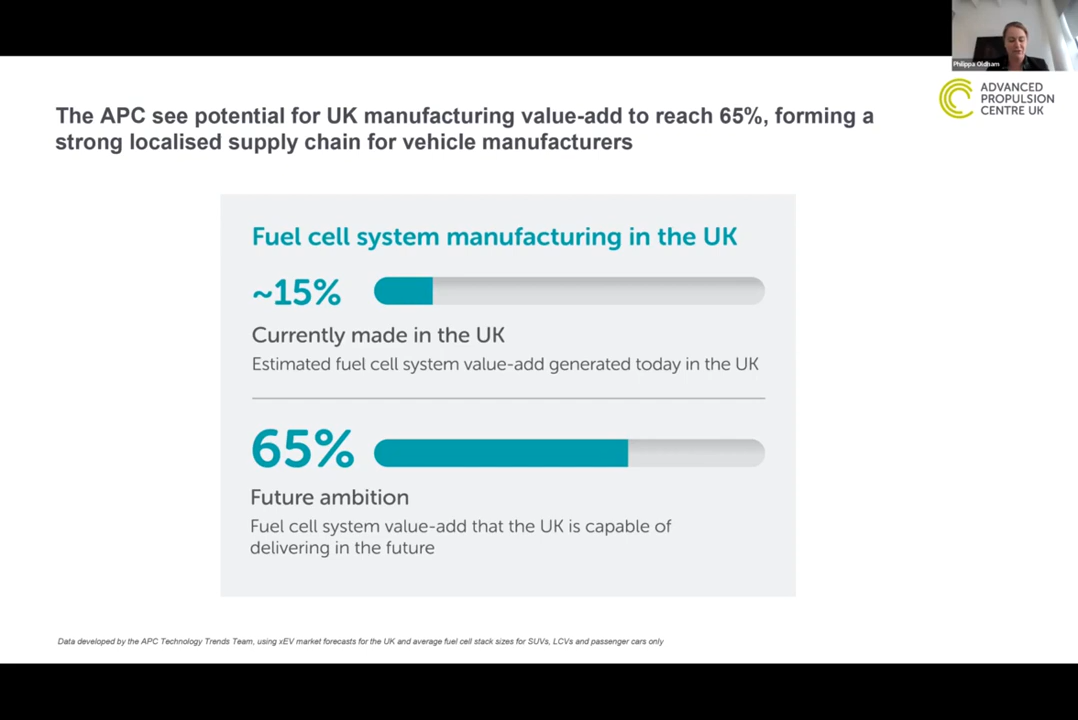 Philippa Oldham
ADVANCED
PROPULSION
CENTRE UK
The APC see potential for UK manufacturing value-add to reach 65%, forming a
strong localised supply chain for vehicle manufacturers
Fuel cell system manufacturing in the UK
~15%
Currently made in the UK
Estimated fuel cell system value-add generated today in the UK
65%
Future ambition
Fuel cell system value-add that the UK is capable of
delivering in the future
Data developed by the APC Technology Trends Team, using xEV market forecasts for the UK and average fuel cell stack sizes for SUVs, LCVs and passenger cars only